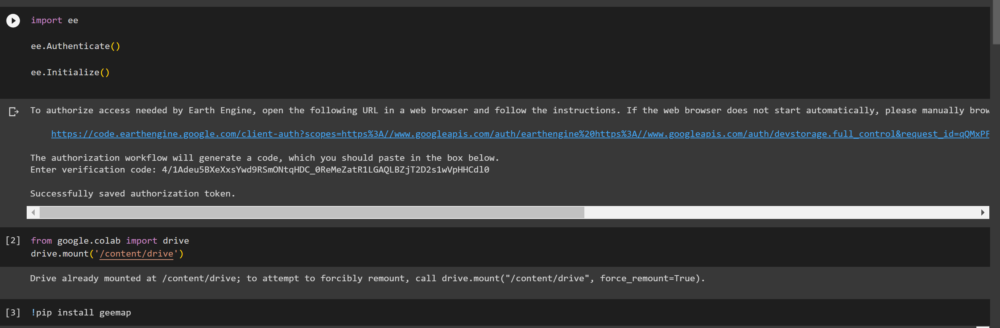 import ee
ee.Authenticate()
ee.Initialize()
To authorize access needed by Earth Engine, open the following URL in a web browser and follow the instructions. If the web browser does not start automatically, please manually brow
https://code.earthengine.google.com/client-auth?scopes=https%3A//www.googleapis.com/auth/earthengine%20https%3A//www.googleapis.com/auth/devstorage.full_control&request_id=qQMxPF
The authorization workflow will generate a code, which you should paste in the box below.
Enter verification code: 4/1Adeu5BXeXxsYwd9RSmONtqHDC_0ReMeZatR1LGAQLBZjT2D2s1wVpHHCdl0
Successfully saved authorization token.
[2] from google.colab import drive
drive.mount('/content/drive')
Drive already mounted at /content/drive; to attempt to forcibly remount, call drive.mount("/content/drive", force_remount=True).
[3] !pip install geemap